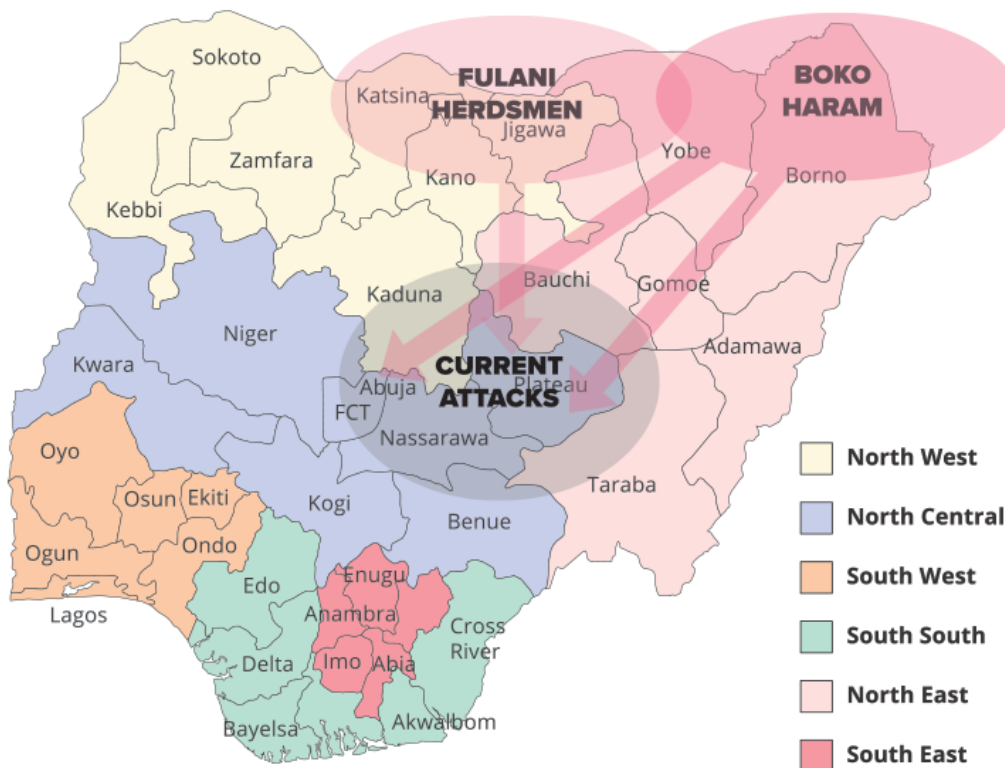 Sokoto
FULANI
HERDSMEN
BOKO
HARAM
Katsina
Jigawa
Zamfara
Kano
Yobe
Borno
Kebbi
Kaduna
Bauchi
Gomoe
Niger
Adamawa
Kwara
CURRENT
ATTACKS
Abuja
Plateau
FCT
Nassarawa
Oyo
Osun
Ekiti
Kogi
Benue
Taraba
Ogun
Ondo
Lagos
Edo
Enugu
Anambra
Cross
River
Delta
Imo
Abia
Bayelsa
Akwalbom
North West
North Central
South West
South South
North East
South East